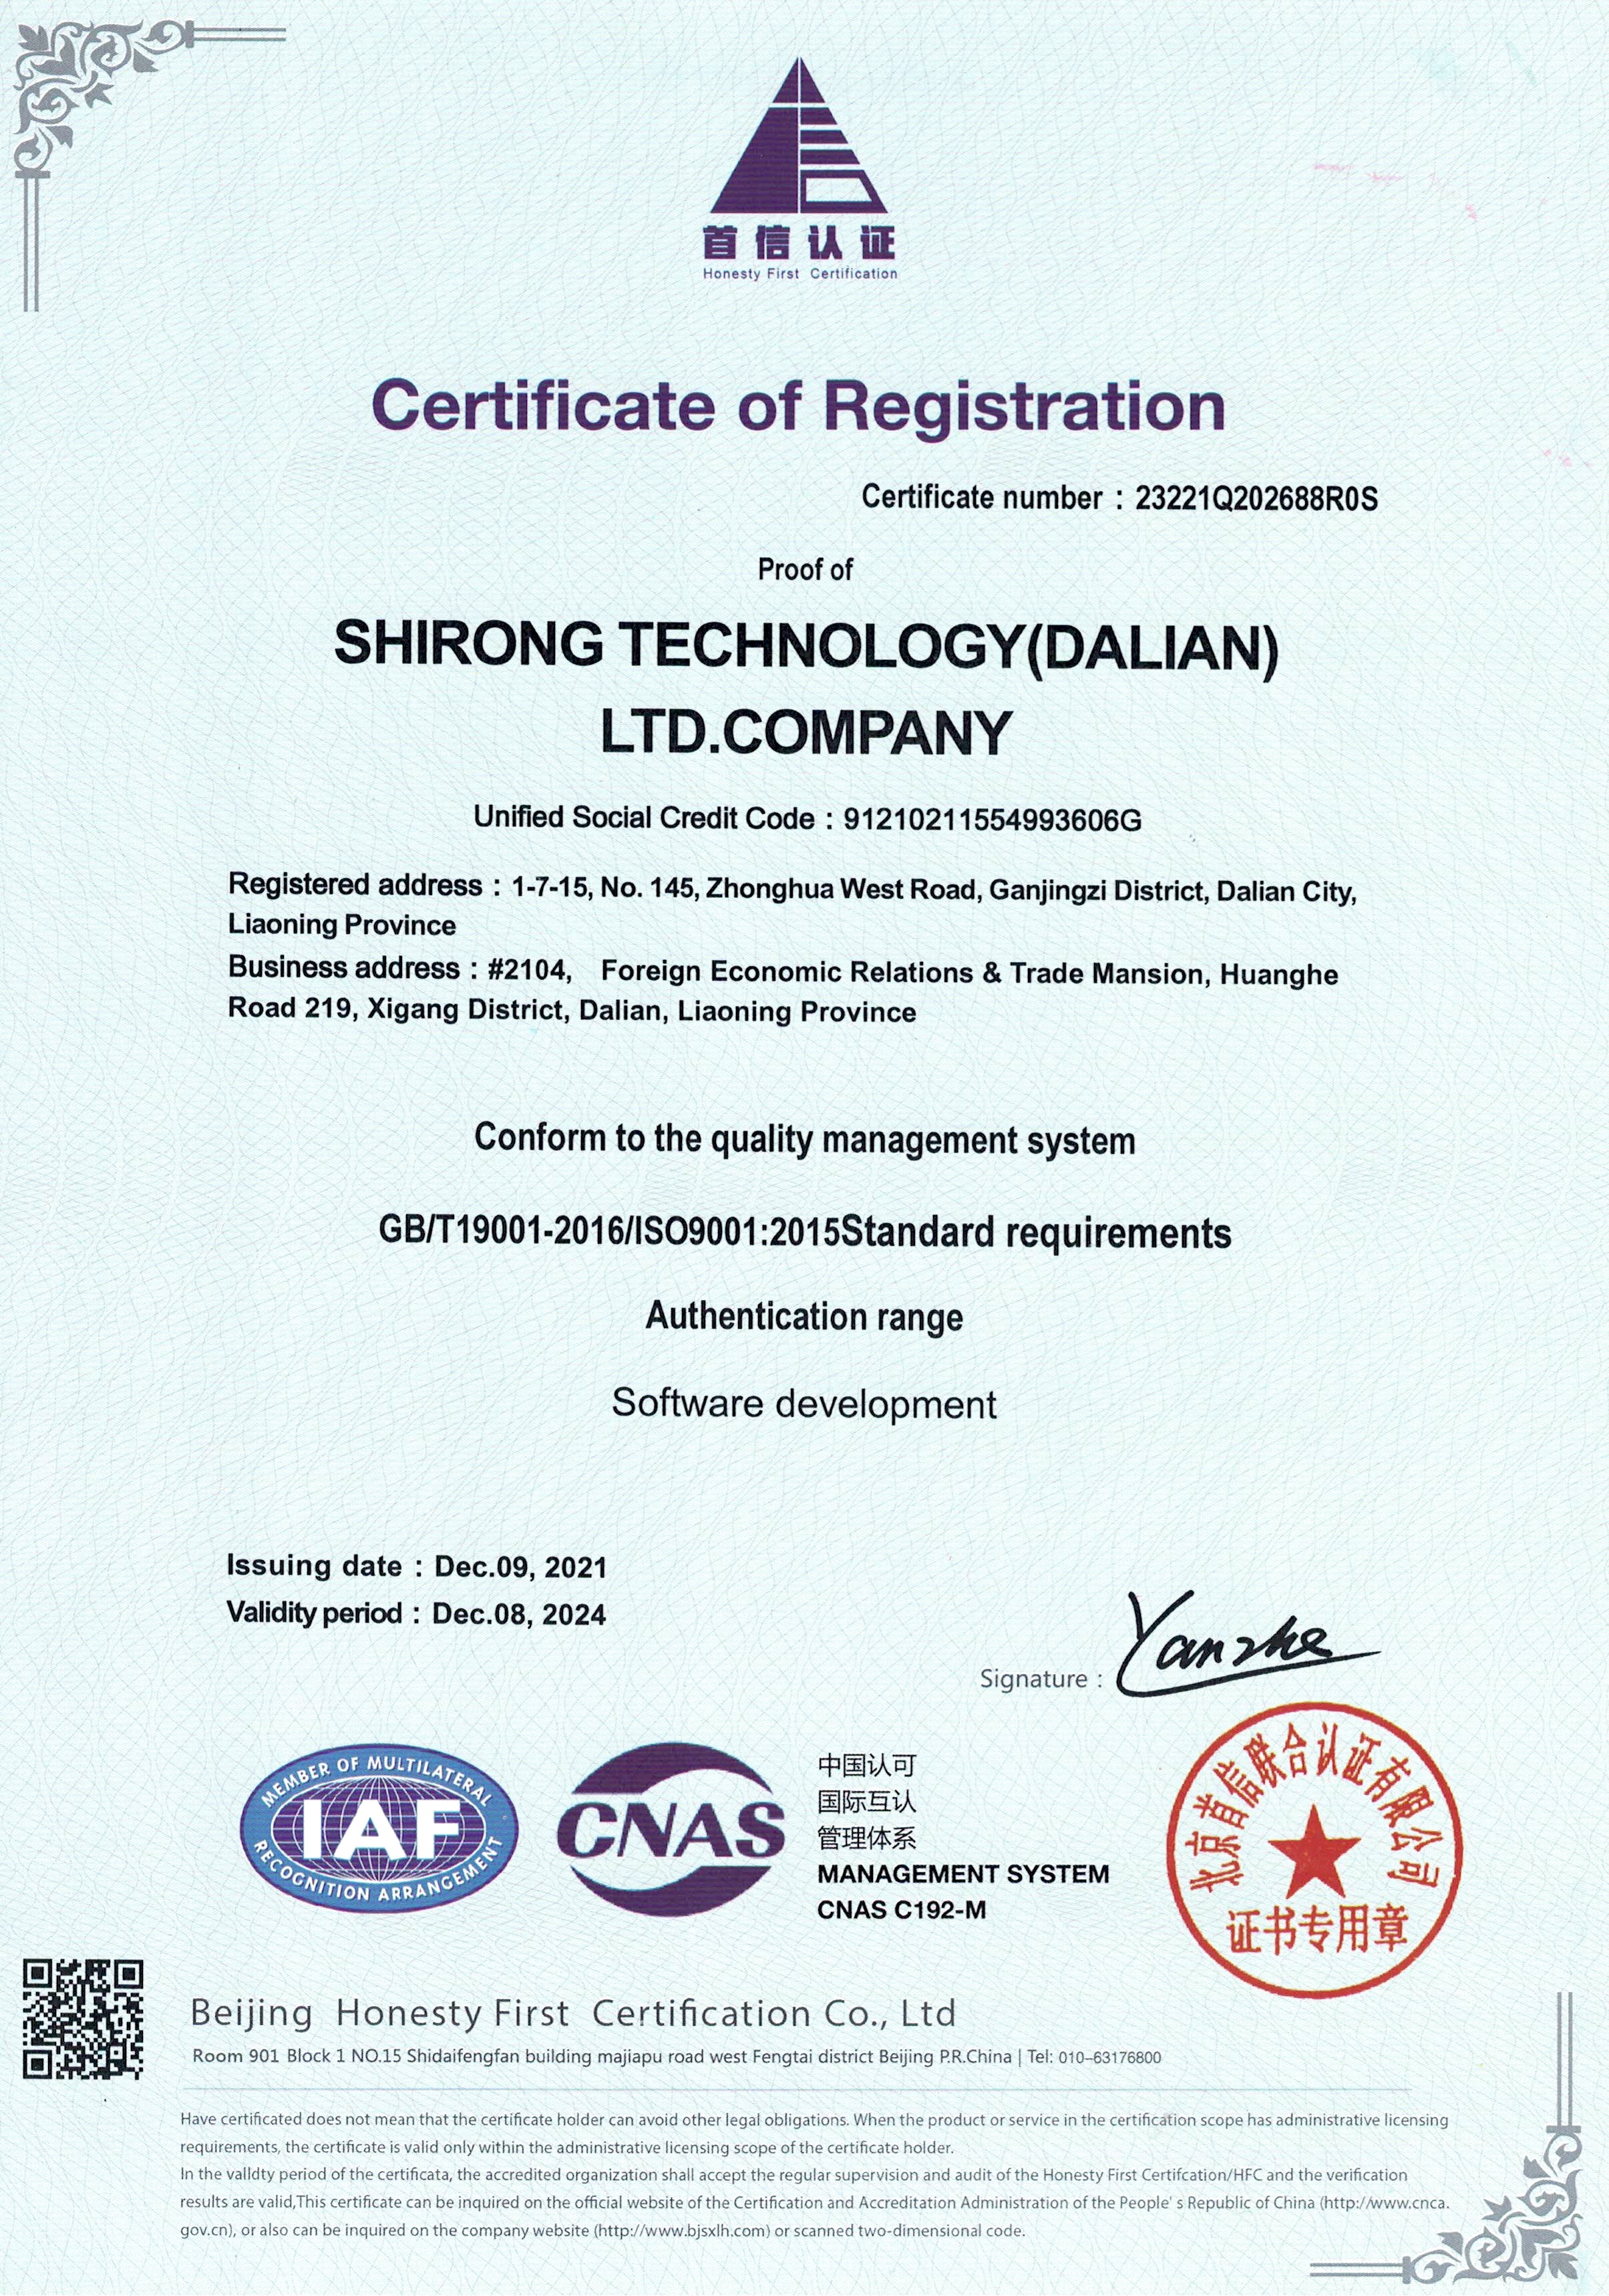 首信认证
Honesty First Certification
Certificate of Registration
Certificate number：23221Q202688R0S
Proof of
SHIRONG TECHNOLOGY(DALIAN)
LTD.COMPANY
Unified Social Credit Code：91210211554993606G
Registered address：1-7-15, No. 145, Zhonghua West Road, Ganjingzi District, Dalian City,
Liaoning Province
Business address：#2104, Foreign Economic Relations & Trade Mansion, Huanghe
Road 219, Xigang District, Dalian, Liaoning Province
Conform to the quality management system
GB/T19001-2016/ISO9001:2015Standard requirements
Authentication range
Software development
Issuing date：Dec.09, 2021
Validity period：Dec.08, 2024
Signature：Yanzhe
MEMBER OF MULTILATERAL
IAF
RECOGNITION ARRANGEMENT
CNAS
中国认可
国际互认
管理体系
MANAGEMENT SYSTEM
CNAS C192-M
北京首信联合认证有限公司
证书专用章
Beijing Honesty First Certification Co., Ltd
Room 901 Block 1 NO.15 Shidaifengfan building majiapu road west Fengtai district Beijing P.R.China | Tel: 010-63176800
Have certificated does not mean that the certificate holder can avoid other legal obligations. When the product or service in the certification scope has administrative licensing
requirements, the certificate is valid only within the administrative licensing scope of the certificate holder.
In the valldty period of the certificata, the accredited organization shall accept the regular supervision and audit of the Honesty First Certifcation/HFC and the verification
results are valid,This certificate can be inquired on the official website of the Certification and Accreditation Administration of the People' s Republic of China (http://www.cnca.
gov.cn), or also can be inquired on the company website (http://www.bjsxlh.com) or scanned two-dimensional code.